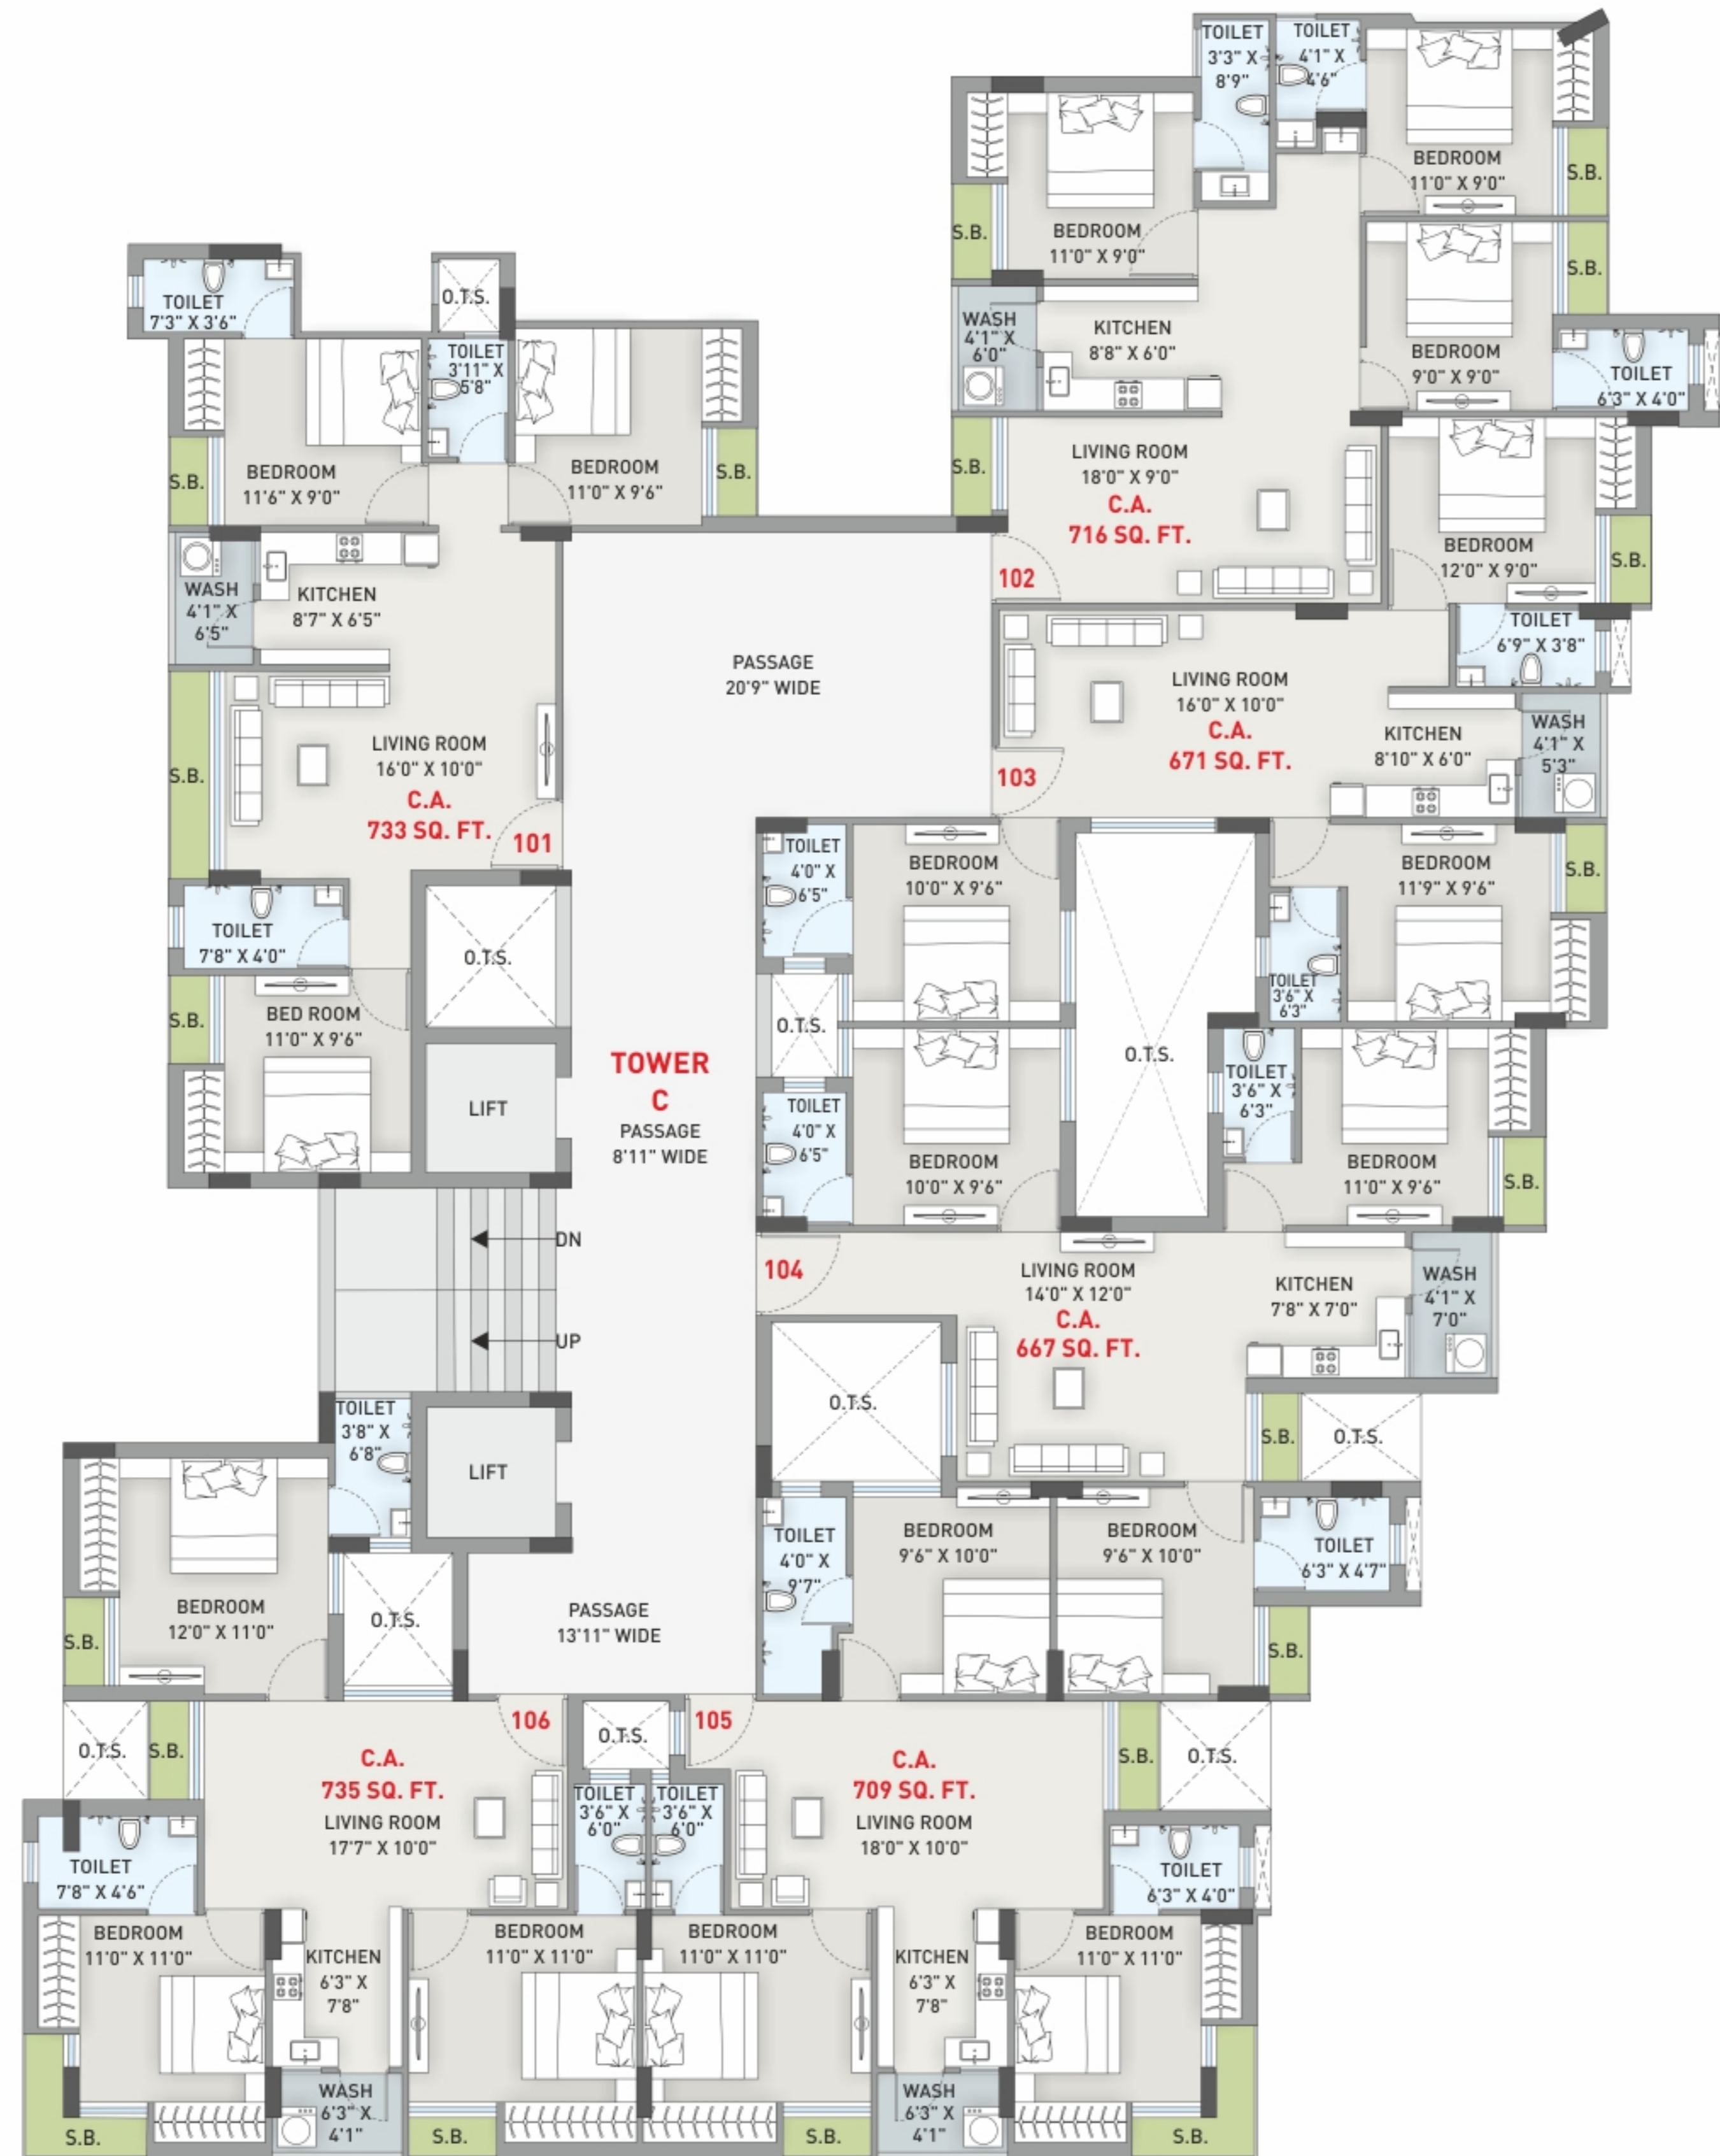 TOILET
3'3" X
8'9"
TOILET
4'1" X
4'6"
BEDROOM
11'0" X 9'0"
S.B.
BEDROOM
11'0" X 9'0"
S.B.
S.B.
BEDROOM
9'0" X 9'0"
TOILET
6'3" X 4'0"
WASH
4'1" X
6'0"
KITCHEN
8'8" X 6'0"
LIVING ROOM
18'0" X 9'0"
C.A.
716 SQ. FT.
S.B.
102
TOILET
7'3" X 3'6"
O.T.S.
TOILET
3'11" X
5'8"
BEDROOM
11'6" X 9'0"
S.B.
BEDROOM
11'0" X 9'6"
S.B.
WASH
4'1" X
6'5"
KITCHEN
8'7" X 6'5"
S.B.
LIVING ROOM
16'0" X 10'0"
C.A.
733 SQ. FT.
101
TOILET
7'8" X 4'0"
S.B.
BED ROOM
11'0" X 9'6"
O.T.S.
LIFT
PASSAGE
20'9" WIDE
BEDROOM
12'0" X 9'0"
S.B.
TOILET
6'9" X 3'8"
LIVING ROOM
16'0" X 10'0"
C.A.
671 SQ. FT.
103
KITCHEN
8'10" X 6'0"
WASH
4'1" X
5'3"
TOILET
4'0" X
6'5"
BEDROOM
10'0" X 9'6"
BEDROOM
11'9" X 9'6"
S.B.
TOILET
3'6" X
6'3"
O.T.S.
O.T.S.
TOWER
C
PASSAGE
8'11" WIDE
TOILET
4'0" X
6'5"
BEDROOM
10'0" X 9'6"
TOILET
3'6" X
6'3"
BEDROOM
11'0" X 9'6"
S.B.
DN
UP
104
LIVING ROOM
14'0" X 12'0"
C.A.
667 SQ. FT.
KITCHEN
7'8" X 7'0"
WASH
4'1" X
7'0"
O.T.S.
S.B.
O.T.S.
TOILET
3'8" X
6'8"
LIFT
BEDROOM
12'0" X 11'0"
S.B.
O.T.S.
PASSAGE
13'11" WIDE
TOILET
4'0" X
9'7"
BEDROOM
9'6" X 10'0"
BEDROOM
9'6" X 10'0"
TOILET
6'3" X 4'7"
S.B.
O.T.S.
S.B.
106
C.A.
735 SQ. FT.
LIVING ROOM
17'7" X 10'0"
O.T.S.
105
C.A.
709 SQ. FT.
LIVING ROOM
18'0" X 10'0"
S.B.
O.T.S.
TOILET
7'8" X 4'6"
TOILET
3'6" X
6'0"
TOILET
3'6" X
6'0"
TOILET
6'3" X 4'0"
BEDROOM
11'0" X 11'0"
KITCHEN
6'3" X
7'8"
BEDROOM
11'0" X 11'0"
BEDROOM
11'0" X 11'0"
KITCHEN
6'3" X
7'8"
BEDROOM
11'0" X 11'0"
S.B.
WASH
6'3" X
4'1"
S.B.
S.B.
WASH
6'3" X
4'1"
S.B.